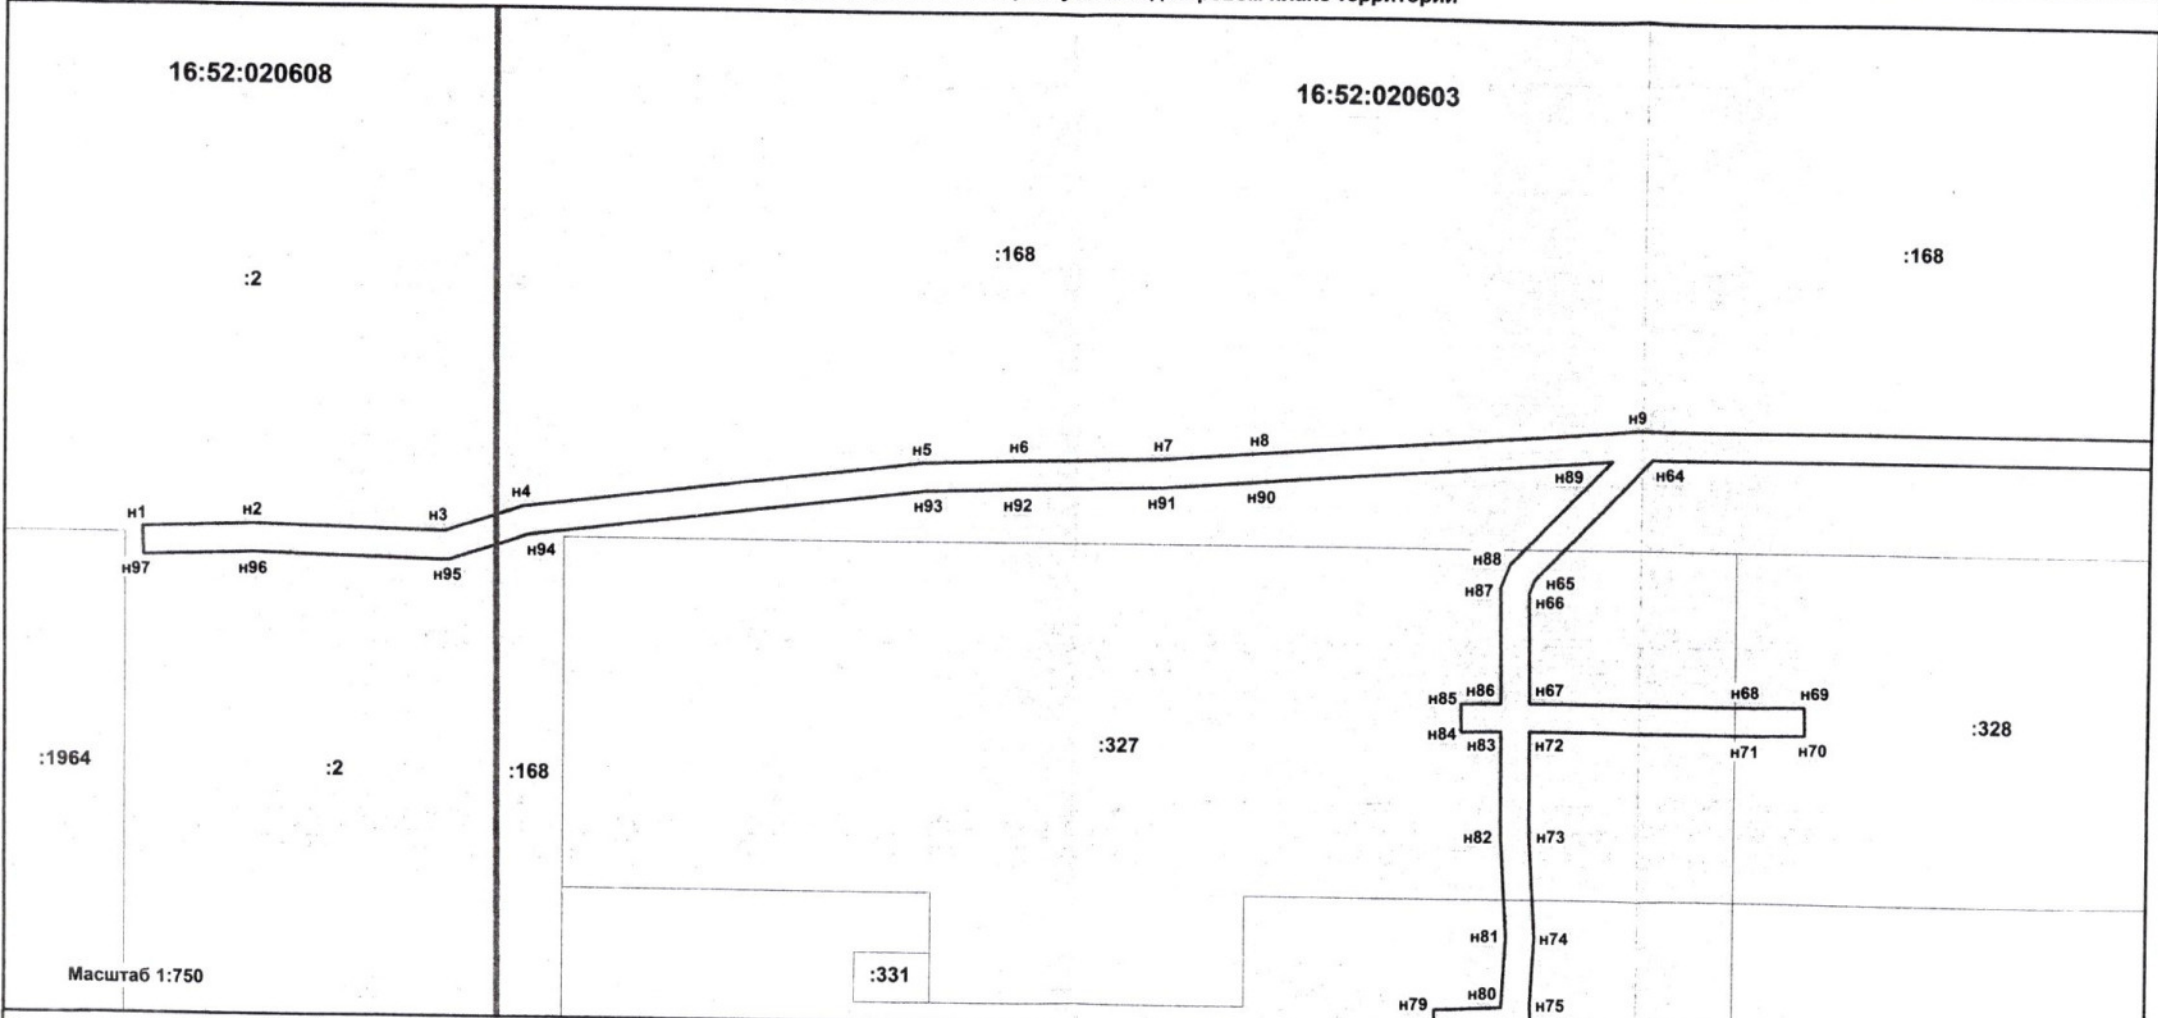 16:52:020608
16:52:020603
:168
:168
:2
н9
н8
н7
н6
н5
н89
н64
н4
н90
н91
н92
н93
н1
н2
н3
н94
н97
н96
н95
н88
н87
н65
н66
н85
н86
н67
н68
н69
н84
н83
н72
н71
н70
:327
:328
:1964
:2
:168
н82
н73
н81
н74
Масштаб 1:750
:331
н80
н79
н75